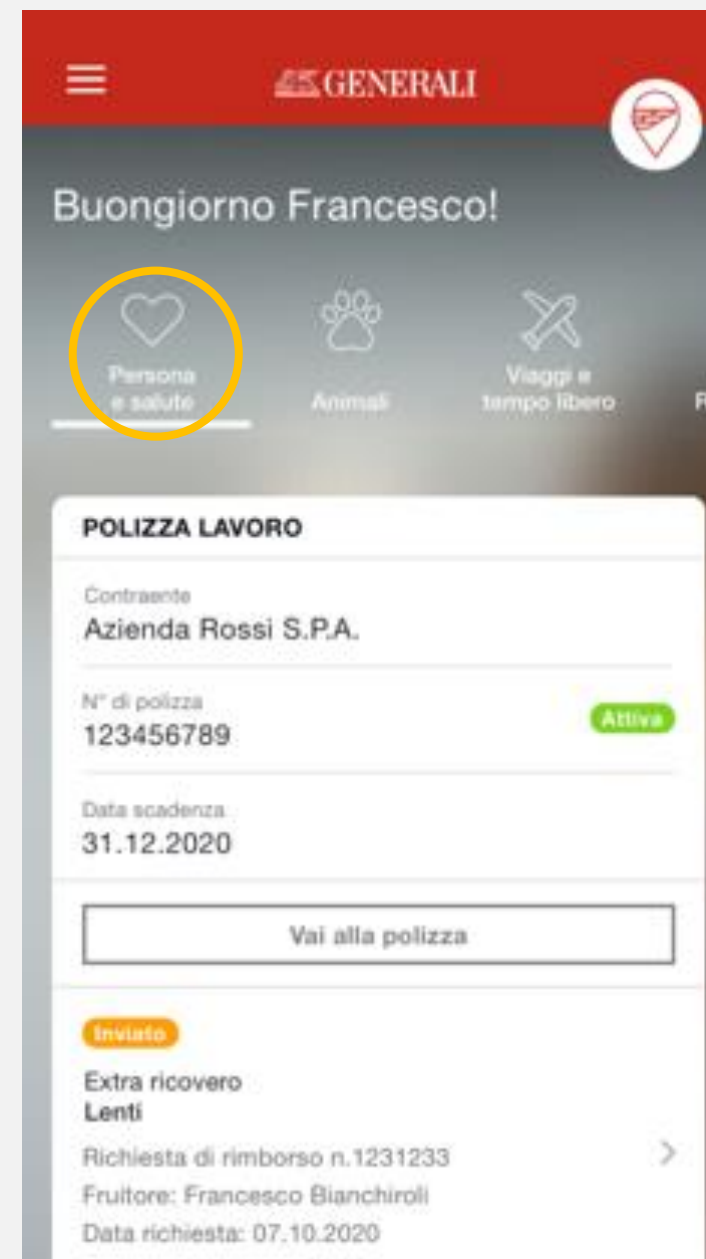 GENERALI
Buongiorno Francesco!
Persona
e salute
Animali
Viaggi e
tempo libero
R
POLIZZA LAVORO
Contraente
Azienda Rossi S.P.A.
N° di polizza
123456789
Attiva
Data scadenza
31.12.2020
Vai alla polizza
Inviato
Extra ricovero
Lenti
Richiesta di rimborso n.1231233
Fruitore: Francesco Bianchiroli
Data richiesta: 07.10.2020